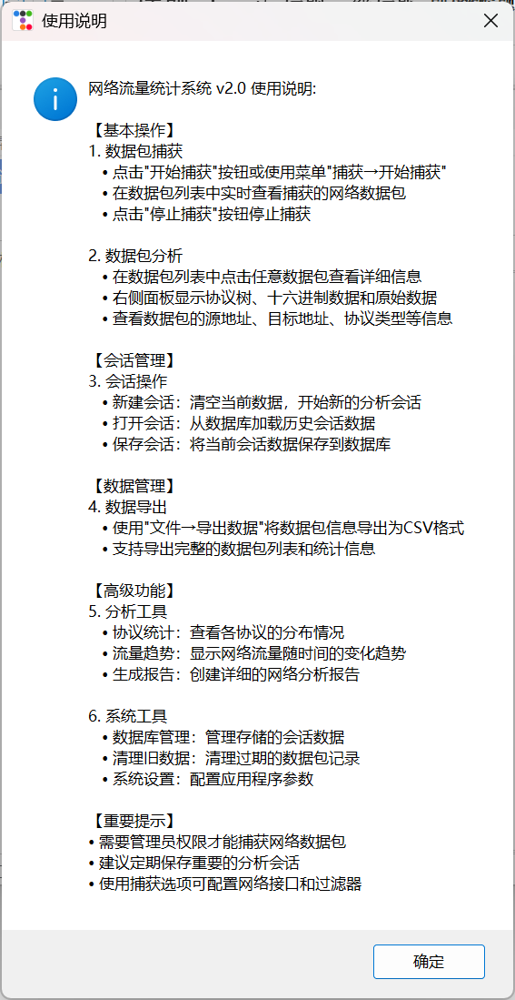 使用说明
网络流量统计系统 v2.0 使用说明:
【基本操作】
1. 数据包捕获
• 点击"开始捕获"按钮或使用菜单"捕获→开始捕获"
• 在数据包列表中实时查看捕获的网络数据包
• 点击"停止捕获"按钮停止捕获
2. 数据包分析
• 在数据包列表中点击任意数据包查看详细信息
• 右侧面板显示协议树、十六进制数据和原始数据
• 查看数据包的源地址、目标地址、协议类型等信息
【会话管理】
3. 会话操作
• 新建会话：清空当前数据，开始新的分析会话
• 打开会话：从数据库加载历史会话数据
• 保存会话：将当前会话数据保存到数据库
【数据管理】
4. 数据导出
• 使用"文件→导出数据"将数据包信息导出为CSV格式
• 支持导出完整的数据包列表和统计信息
【高级功能】
5. 分析工具
• 协议统计：查看各协议的分布情况
• 流量趋势：显示网络流量随时间的变化趋势
• 生成报告：创建详细的网络分析报告
6. 系统工具
• 数据库管理：管理存储的会话数据
• 清理旧数据：清理过期的数据包记录
• 系统设置：配置应用程序参数
【重要提示】
• 需要管理员权限才能捕获网络数据包
• 建议定期保存重要的分析会话
• 使用捕获选项可配置网络接口和过滤器
确定